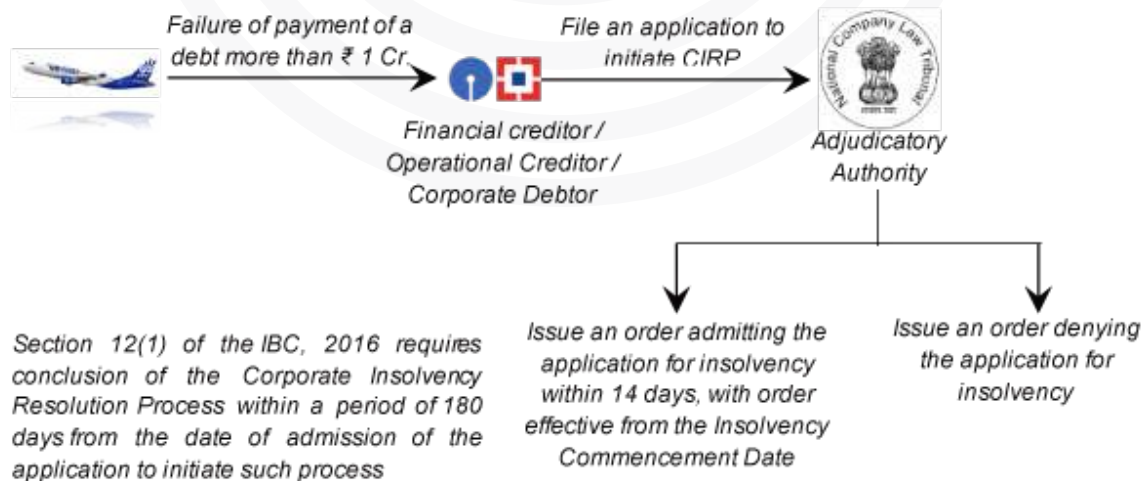 Failure of payment of a
debt more than ₹ 1 Cr.
File an application to
initiate CIRP
National Company Law Tribunal
Financial creditor /
Operational Creditor /
Corporate Debtor
Adjudicatory
Authority
Section 12(1) of the IBC, 2016 requires
conclusion of the Corporate Insolvency
Resolution Process within a period of 180
days from the date of admission of the
application to initiate such process
Issue an order admitting the
application for insolvency
within 14 days, with order
effective from the Insolvency
Commencement Date
Issue an order denying
the application for
insolvency